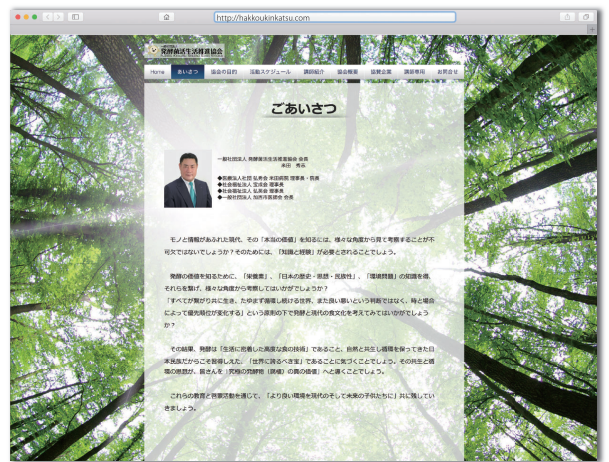 http://hakkoukinkatsu.com
一般社団法人
発酵菌活生活推進協会
Home あいさつ 協会の目的 活動スケジュール 講師紹介 協会概要 協賛企業 講師専用 お問合せ
ごあいさつ
一般社団法人 発酵菌活生活推進協会 会長
米田 秀志
◆医療法人社団 弘英会 米田病院 理事長・院長
◆社会福祉法人 宝成会 理事長
◆社会福祉法人 弘英会 理事長
◆一般社団法人 加西市医師会 会長
モノと情報があふれた現代、その「本当の価値」を知るには、様々な角度から見て考察することが不
可欠ではないでしょうか？そのためには、「知識と経験」が必要とされることでしょう。
発酵の価値を知るために、「栄養素」、「日本の歴史・思想・民族性」、「環境問題」の知識を得、
それらを繋げ、様々な角度から考察してはいかがでしょうか？
「すべてが繋がり共に生き、たゆまず循環し続ける世界、また良い悪いという判断ではなく、時と場合
によって優先順位が変化する」という原則の下で発酵と現代の食文化を考えてみてはいかがでしょう
か？
その結果、発酵は「生活に密着した高度な食の技術」であること、自然と共生し循環を保ってきた日
本民族だからこそ習得しえた、「世界に誇るべき宝」であることに気づくことでしょう。その共生と循
環の思想が、皆さんを「究極の発酵物（腐植）の真の価値」へと導くことでしょう。
これらの教育と啓蒙活動を通じて、「より良い環境を現代のそして未来の子供たちに」共に残してい
きましょう。